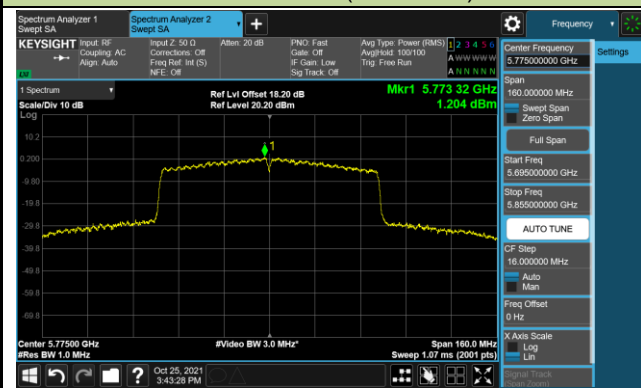 Spectrum Analyzer 1
Swept SA
Spectrum Analyzer 2
Swept SA
+
Frequency
KEYSIGHT
Input: RF
Coupling: AC
Align: Auto
Input Z: 50 Ω
Corrections: Off
Freq Ref: Int (S)
NFE: Off
Atten: 20 dB
PNO: Fast
Gate: Off
IF Gain: Low
Sig Track: Off
Avg Type: Power (RMS)
Avg|Hold: 100/100
Trig: Free Run
1 2 3 4 5 6
A W W W W W
A N N N N N
LXI
1 Spectrum
Scale/Div 10 dB
Log
Ref Lvl Offset 18.20 dB
Ref Level 20.20 dBm
Mkr1 5.773 32 GHz
1.204 dBm
10.2
0.200
-9.80
-19.8
-29.8
-39.8
-49.8
-59.8
-69.8
1
Center 5.77500 GHz
#Res BW 1.0 MHz
#Video BW 3.0 MHz*
Span 160.0 MHz
Sweep 1.07 ms (2001 pts)
Center Frequency
5.775000000 GHz
Settings
Span
160.000000 MHz
Swept Span
Zero Span
Full Span
Start Freq
5.695000000 GHz
Stop Freq
5.855000000 GHz
AUTO TUNE
CF Step
16.000000 MHz
Auto
Man
Freq Offset
0 Hz
X Axis Scale
Log
Lin
Signal Track
(Span Zoom)
?
Oct 25, 2021
3:43:28 PM